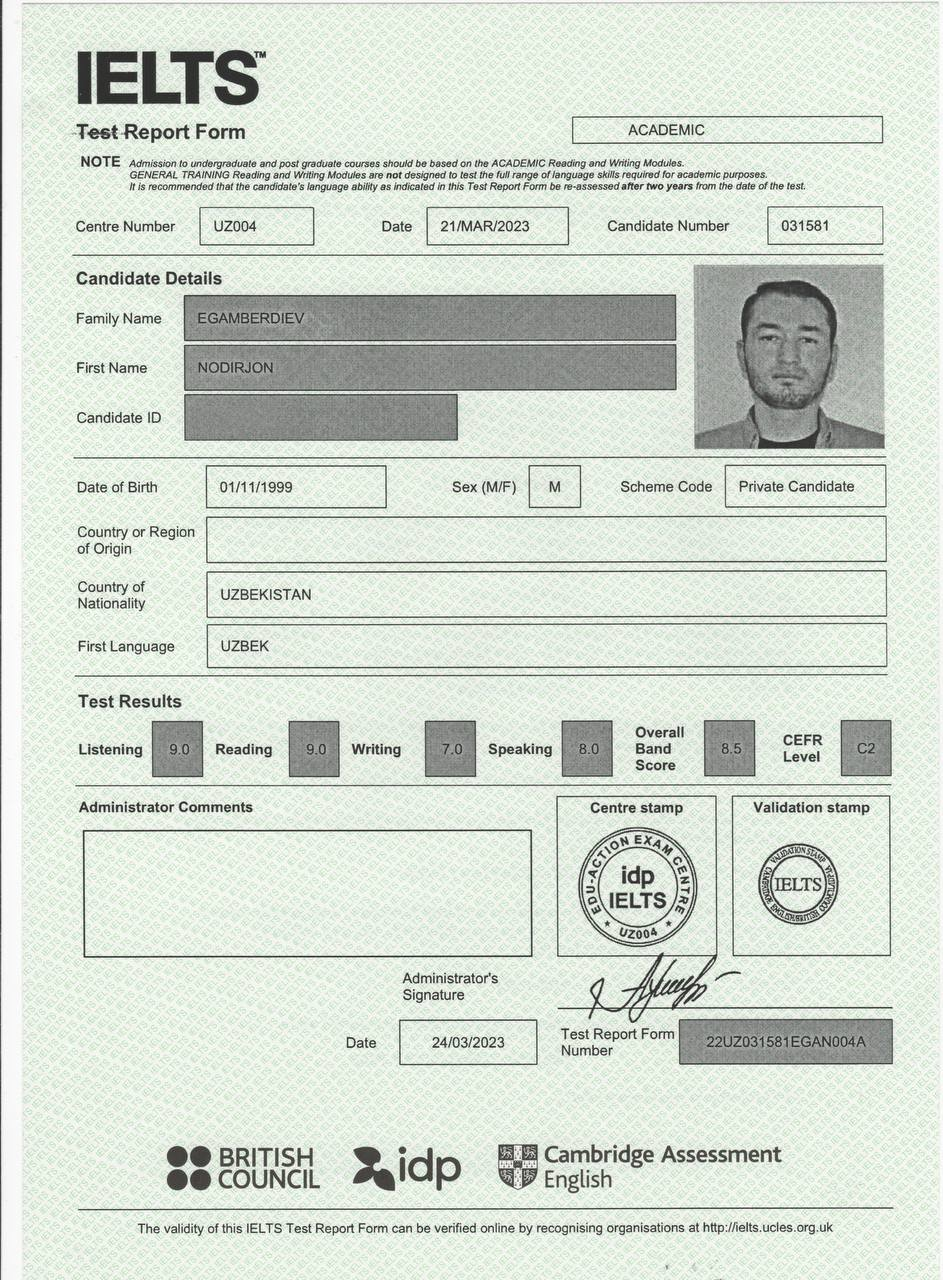 IELTS™
Test Report Form
ACADEMIC
NOTE Admission to undergraduate and post graduate courses should be based on the ACADEMIC Reading and Writing Modules.
GENERAL TRAINING Reading and Writing Modules are not designed to test the full range of language skills required for academic purposes.
It is recommended that the candidate's language ability as indicated in this Test Report Form be re-assessed after two years from the date of the test.
Centre Number UZ004 Date 21/MAR/2023 Candidate Number 031581
Candidate Details
Family Name EGAMBERDIEV
First Name NODIRJON
Candidate ID
Date of Birth 01/11/1999 Sex (M/F) M Scheme Code Private Candidate
Country or Region
of Origin
Country of
Nationality
UZBEKISTAN
First Language UZBEK
Test Results
Listening 9.0 Reading 9.0 Writing 7.0 Speaking 8.0
Overall
Band
Score
8.5
CEFR
Level
C2
Administrator Comments
Centre stamp
EDU-ACTION EXAM CENTRE
idp
IELTS
UZ004
Validation stamp
VALIDATION STAMP
IELTS
Administrator's
Signature
Date 24/03/2023
Test Report Form
Number
22UZ031581EGAN004A
BRITISH
COUNCIL
idp
Cambridge Assessment
English
The validity of this IELTS Test Report Form can be verified online by recognising organisations at http://ielts.ucles.org.uk